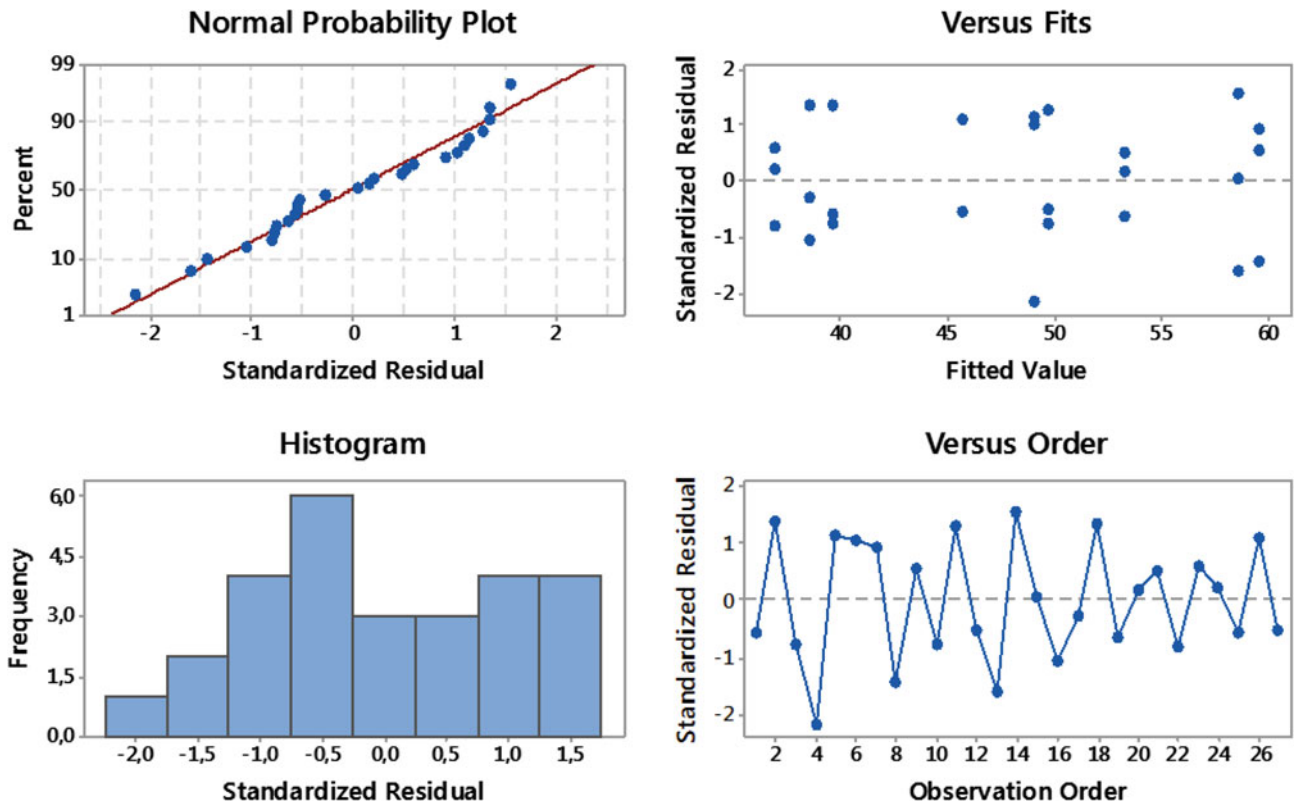 Normal Probability Plot
99
90
50
10
1
Percent
-2 -1 0 1 2
Standardized Residual
Versus Fits
2
1
0
-1
-2
Standardized Residual
40 45 50 55 60
Fitted Value
Histogram
6,0
4,5
3,0
1,5
0,0
Frequency
-2,0 -1,5 -1,0 -0,5 0,0 0,5 1,0 1,5
Standardized Residual
Versus Order
2
1
0
-1
-2
Standardized Residual
2 4 6 8 10 12 14 16 18 20 22 24 26
Observation Order